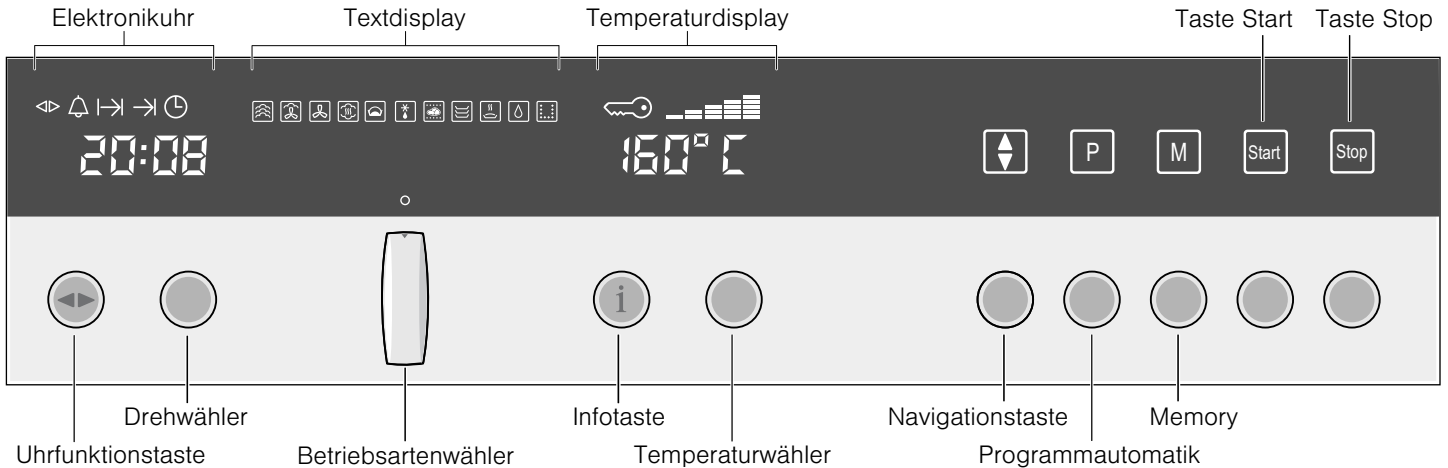 Elektronikuhr Textdisplay Temperaturdisplay Taste Start Taste Stop
20:08 160°C
P M Start Stop
i
Drehwähler Infotaste Navigationstaste Memory
Uhrfunktionstaste Betriebsartenwähler Temperaturwähler Programmautomatik